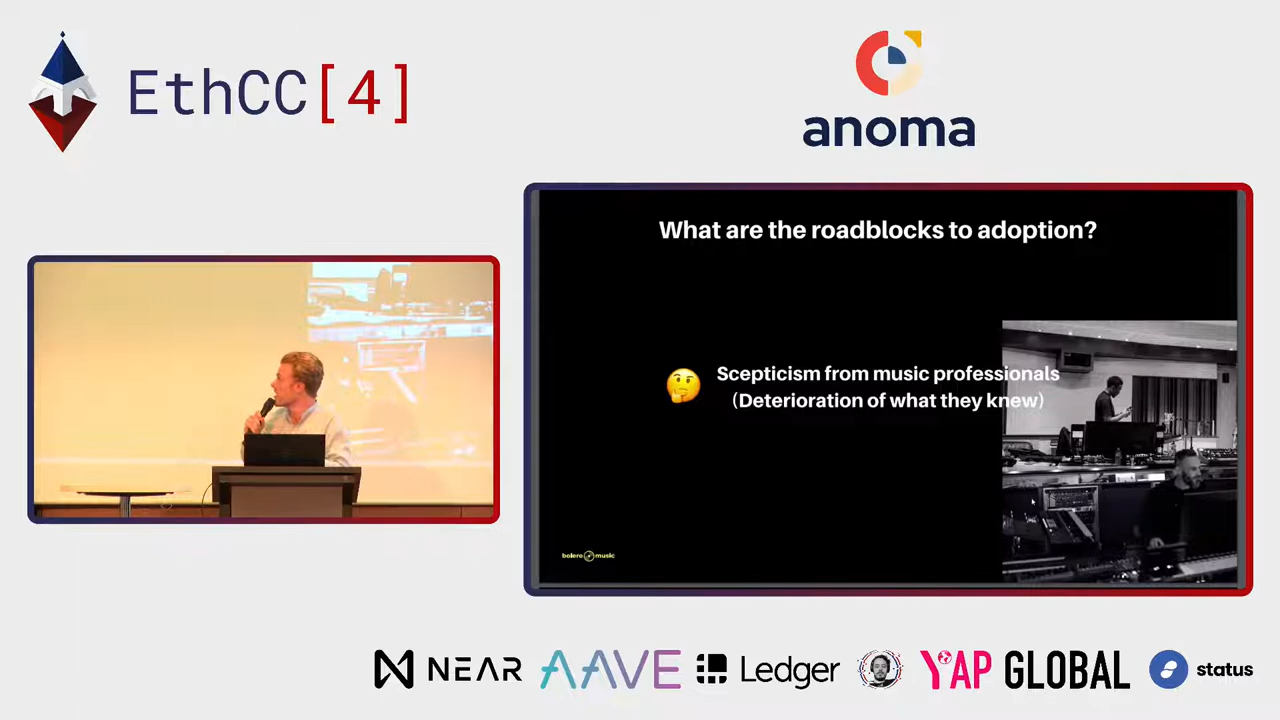 EthCC[4]
anoma
What are the roadblocks to adoption?
Scepticism from music professionals
(Deterioration of what they knew)
bolero music
NEAR
AAVE
Ledger
YAP GLOBAL
status